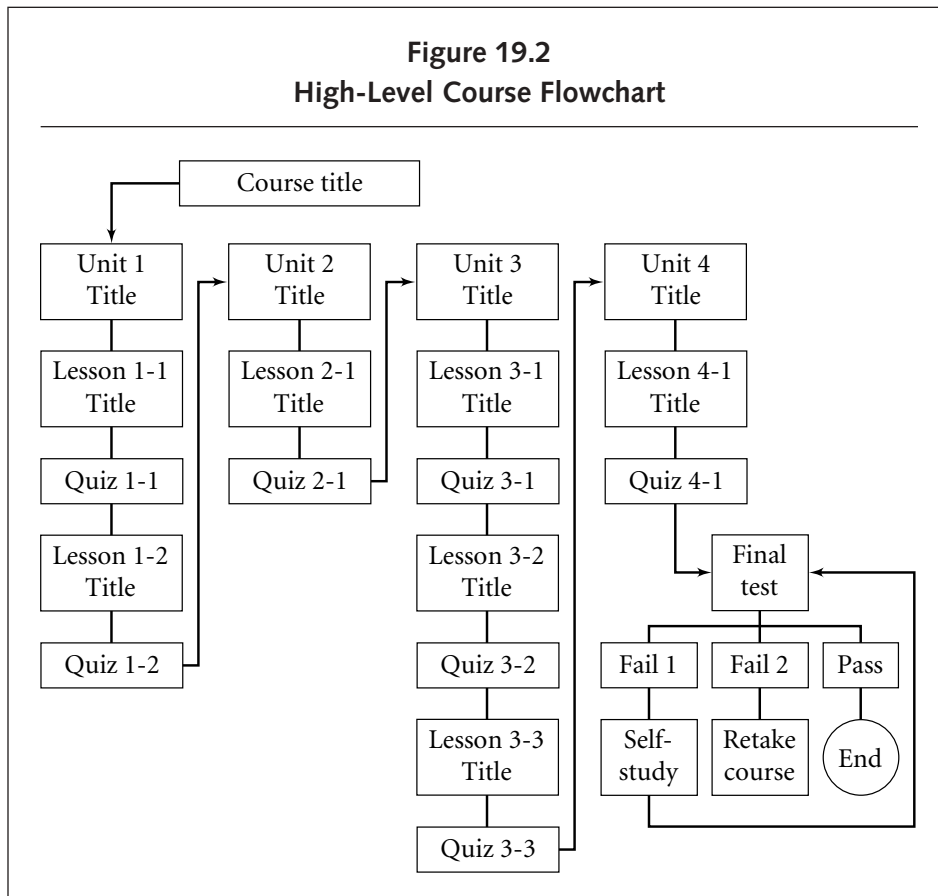 Figure 19.2
High-Level Course Flowchart
Course title
Unit 1
Title
Lesson 1-1
Title
Quiz 1-1
Lesson 1-2
Title
Quiz 1-2
Unit 2
Title
Lesson 2-1
Title
Quiz 2-1
Unit 3
Title
Lesson 3-1
Title
Quiz 3-1
Lesson 3-2
Title
Quiz 3-2
Lesson 3-3
Title
Quiz 3-3
Unit 4
Title
Lesson 4-1
Title
Quiz 4-1
Final
test
Fail 1
Self-
study
Fail 2
Retake
course
Pass
End